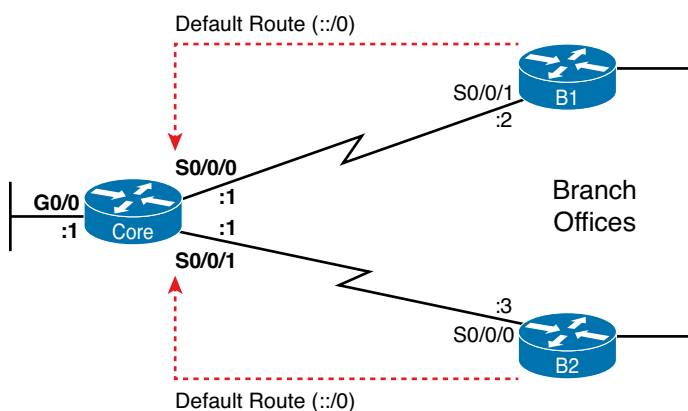 Default Route (::/0)
S0/0/1
B1
:2
S0/0/0
G0/0
:1
Branch
Offices
:1
Core
:1
S0/0/1
:3
S0/0/0
B2
Default Route (::/0)